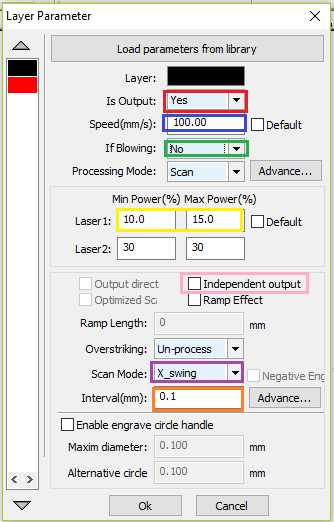 Layer Parameter
Load parameters from library
Layer:
Is Output: Yes
Speed(mm/s): 100.00 Default
If Blowing: No
Processing Mode: Scan Advance...
Min Power(%) Max Power(%)
Laser1: 10.0 15.0 Default
Laser2: 30 30
Output direct Independent output
Optimized Sca Ramp Effect
Ramp Length: 0 mm
Overstriking: Un-process
Scan Mode: X_swing Negative Eng
Interval(mm): 0.1 Advance...
Enable engrave circle handle
Maxim diameter: 0.100 mm
Alternative circle 0.100 mm
Ok Cancel